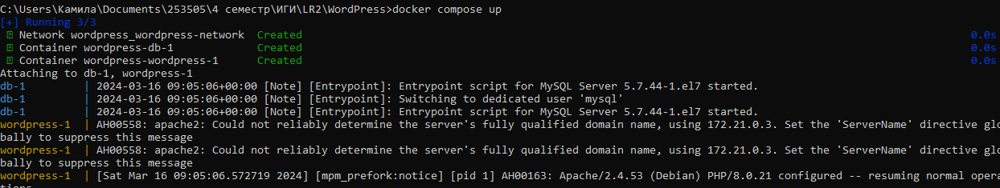 C:\Users\Камила\Documents\253505\4 семестр\ИГИ\LR2\WordPress>docker compose up
[+] Running 3/3
Network wordpress_wordpress-network  Created  0.0s
Container wordpress-db-1  Created  0.0s
Container wordpress-wordpress-1  Created  0.0s
Attaching to db-1, wordpress-1
db-1         | 2024-03-16 09:05:06+00:00 [Note] [Entrypoint]: Entrypoint script for MySQL Server 5.7.44-1.el7 started.
db-1         | 2024-03-16 09:05:06+00:00 [Note] [Entrypoint]: Switching to dedicated user 'mysql'
db-1         | 2024-03-16 09:05:06+00:00 [Note] [Entrypoint]: Entrypoint script for MySQL Server 5.7.44-1.el7 started.
wordpress-1  | AH00558: apache2: Could not reliably determine the server's fully qualified domain name, using 172.21.0.3. Set the 'ServerName' directive glo
bally to suppress this message
wordpress-1  | AH00558: apache2: Could not reliably determine the server's fully qualified domain name, using 172.21.0.3. Set the 'ServerName' directive glo
bally to suppress this message
wordpress-1  | [Sat Mar 16 09:05:06.572719 2024] [mpm_prefork:notice] [pid 1] AH00163: Apache/2.4.53 (Debian) PHP/8.0.21 configured -- resuming normal opera
tions